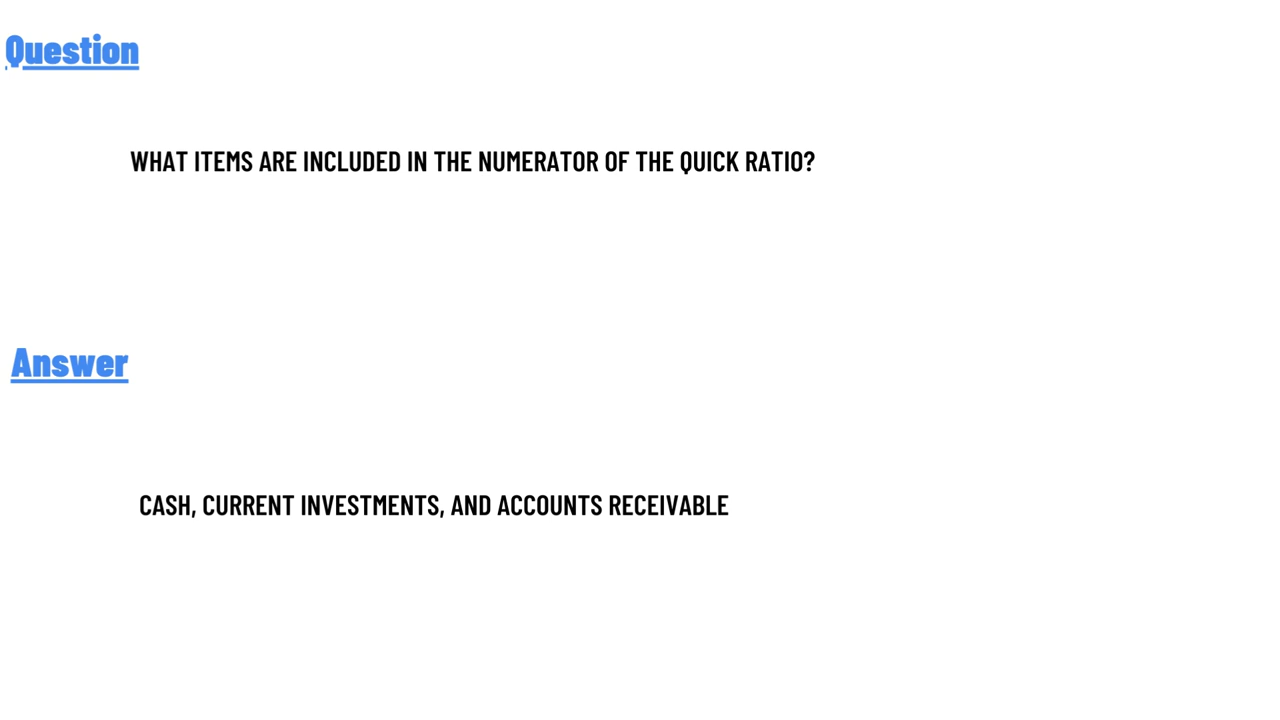 Question
WHAT ITEMS ARE INCLUDED IN THE NUMERATOR OF THE QUICK RATIO?
Answer
CASH, CURRENT INVESTMENTS, AND ACCOUNTS RECEIVABLE